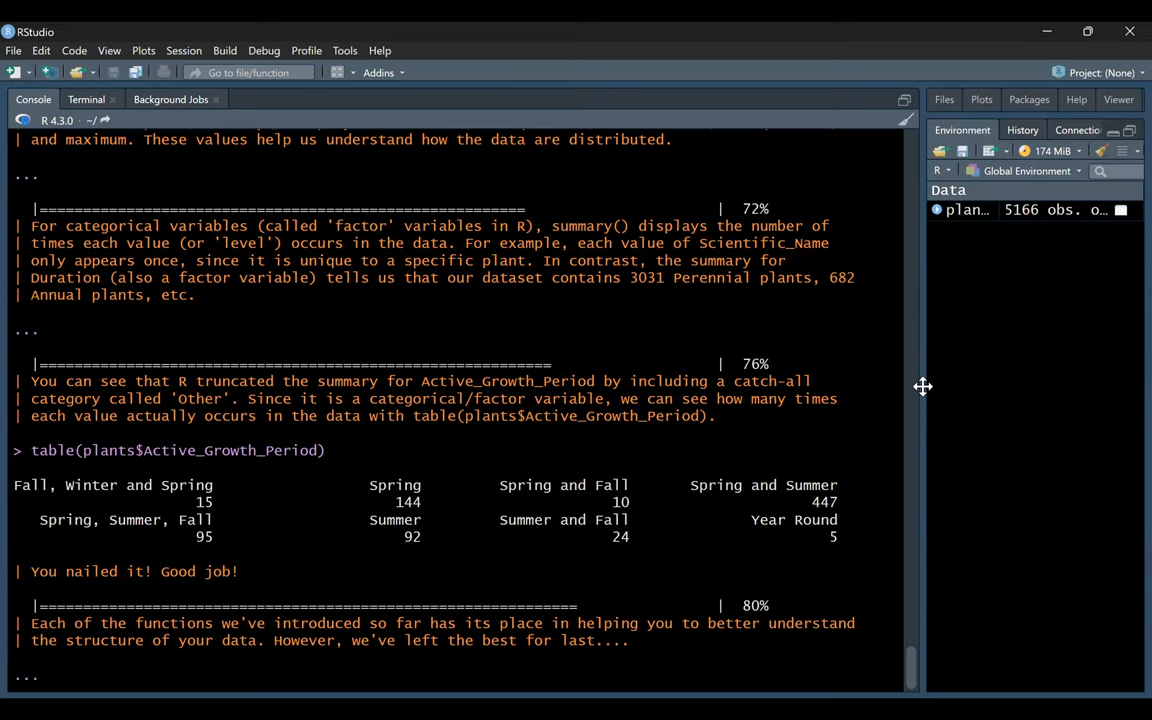 RStudio
File Edit Code View Plots Session Build Debug Profile Tools Help
Go to file/function Addins Project: (None)
Console Terminal Background Jobs
R 4.3.0 · ~/
| and maximum. These values help us understand how the data are distributed.
...
|========================================================= | 72%
| For categorical variables (called 'factor' variables in R), summary() displays the number of
| times each value (or 'level') occurs in the data. For example, each value of Scientific_Name
| only appears once, since it is unique to a specific plant. In contrast, the summary for
| Duration (also a factor variable) tells us that our dataset contains 3031 Perennial plants, 682
| Annual plants, etc.
...
|============================================================ | 76%
| You can see that R truncated the summary for Active_Growth_Period by including a catch-all
| category called 'Other'. Since it is a categorical/factor variable, we can see how many times
| each value actually occurs in the data with table(plants$Active_Growth_Period).
> table(plants$Active_Growth_Period)
Fall, Winter and Spring Spring Spring and Fall Spring and Summer
15 144 10 447
Spring, Summer, Fall Summer Summer and Fall Year Round
95 92 24 5
| You nailed it! Good job!
|=============================================================== | 80%
| Each of the functions we've introduced so far has its place in helping you to better understand
| the structure of your data. However, we've left the best for last....
...
Files Plots Packages Help Viewer
Environment History Connectio
174 MiB
R Global Environment
Data
plan... 5166 obs. o...